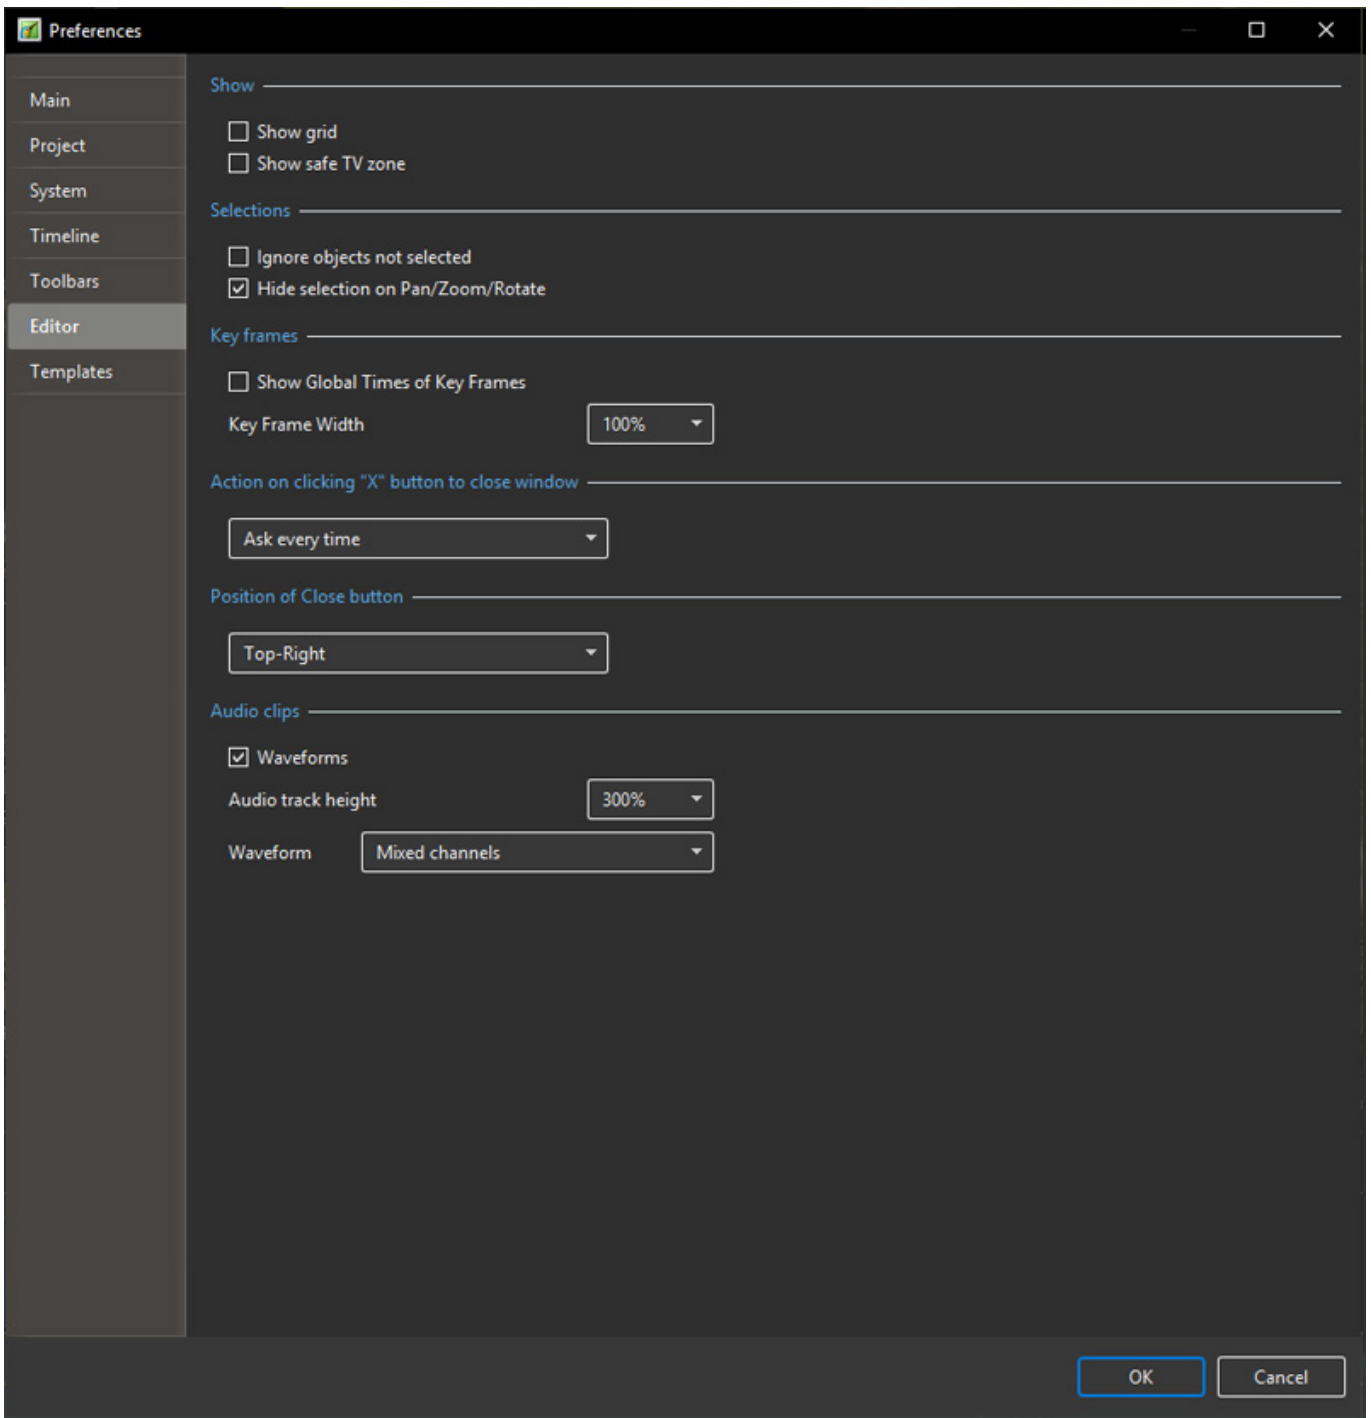 Preferences
Main
Project
System
Timeline
Toolbars
Editor
Templates
Show
Show grid
Show safe TV zone
Selections
Ignore objects not selected
Hide selection on Pan/Zoom/Rotate
Key frames
Show Global Times of Key Frames
Key Frame Width 100%
Action on clicking "X" button to close window
Ask every time
Position of Close button
Top-Right
Audio clips
Waveforms
Audio track height 300%
Waveform Mixed channels
OK Cancel